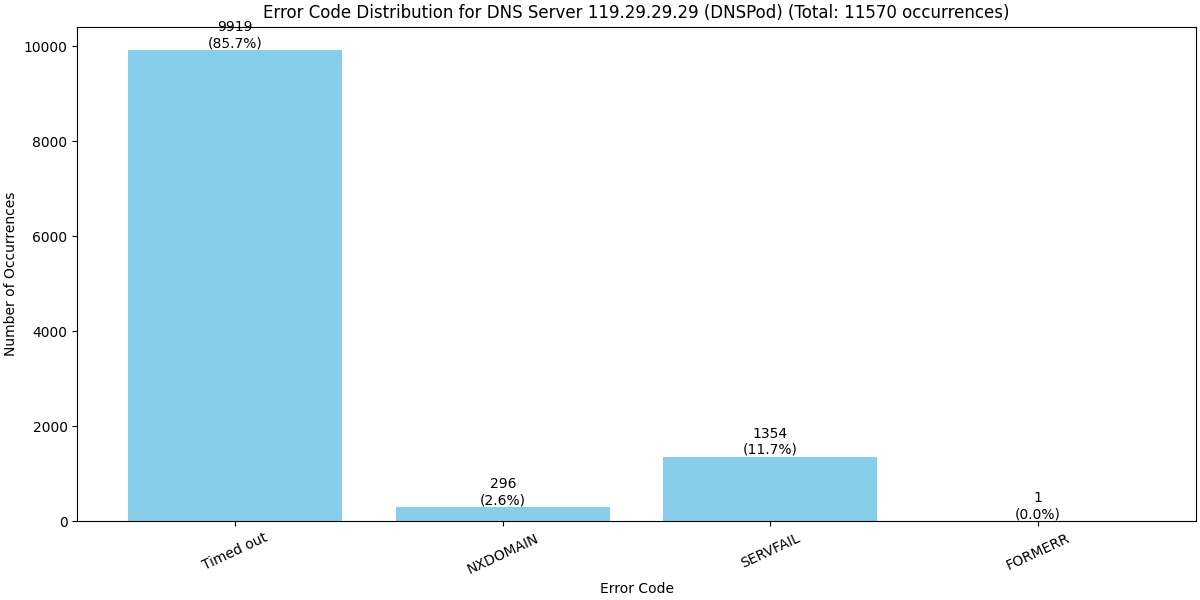 Error Code Distribution for DNS Server 119.29.29.29 (DNSPod) (Total: 11570 occurrences)
Number of Occurrences
10000
8000
6000
4000
2000
0
9919
(85.7%)
296
(2.6%)
1354
(11.7%)
1
(0.0%)
Timed out
NXDOMAIN
SERVFAIL
FORMERR
Error Code